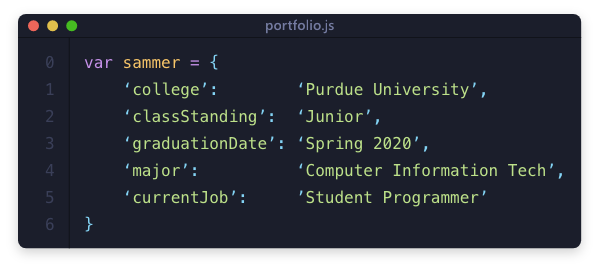 portfolio.js
0 var sammer = {
1 ‘college’: ‘Purdue University’,
2 ‘classStanding’: ‘Junior’,
3 ‘graduationDate’: ‘Spring 2020’,
4 ‘major’: ‘Computer Information Tech’,
5 ‘currentJob’: ’Student Programmer’
6 }